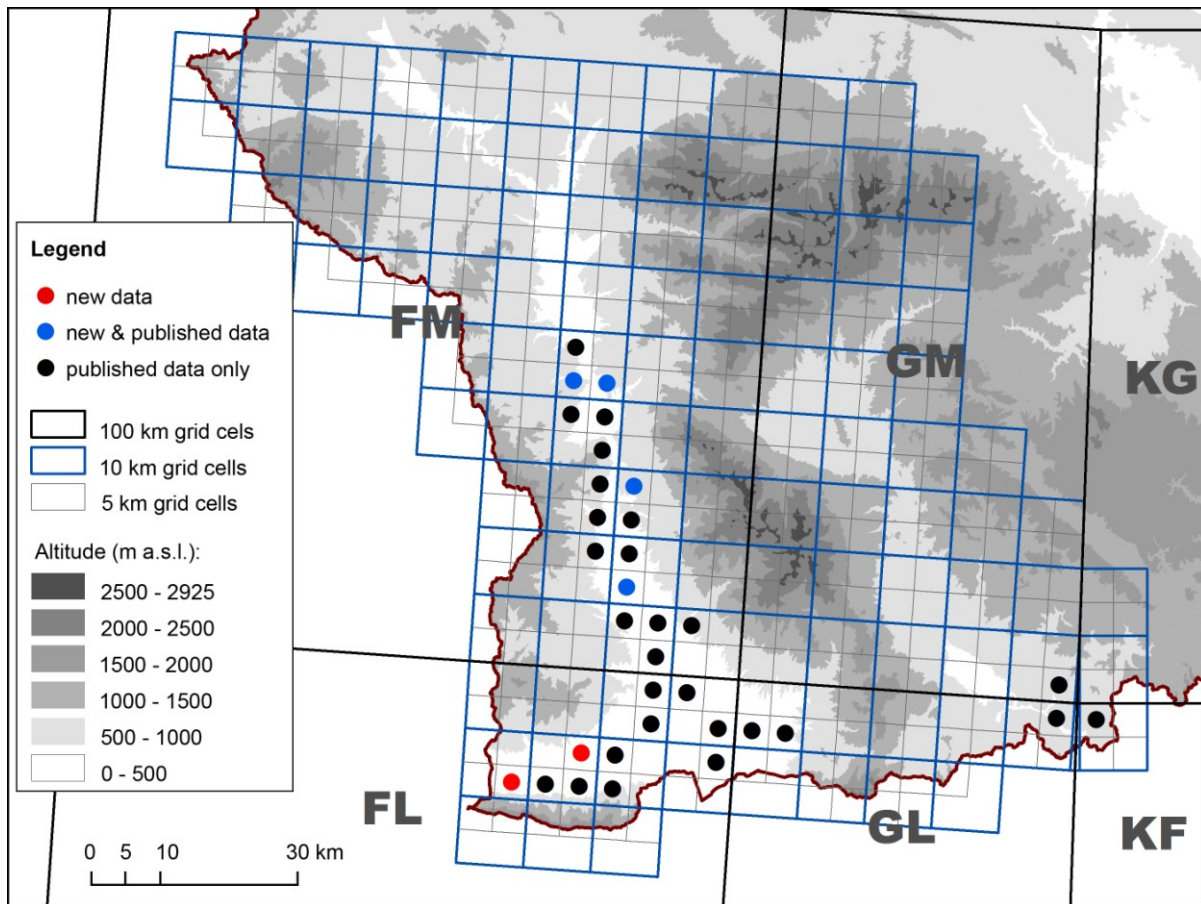 Legend
new data
new & published data
published data only
100 km grid cels
10 km grid cells
5 km grid cells
Altitude (m a.s.l.):
2500 - 2925
2000 - 2500
1500 - 2000
1000 - 1500
500 - 1000
0 - 500
FM
GM
KG
FL
GL
KF
0 5 10 30 km